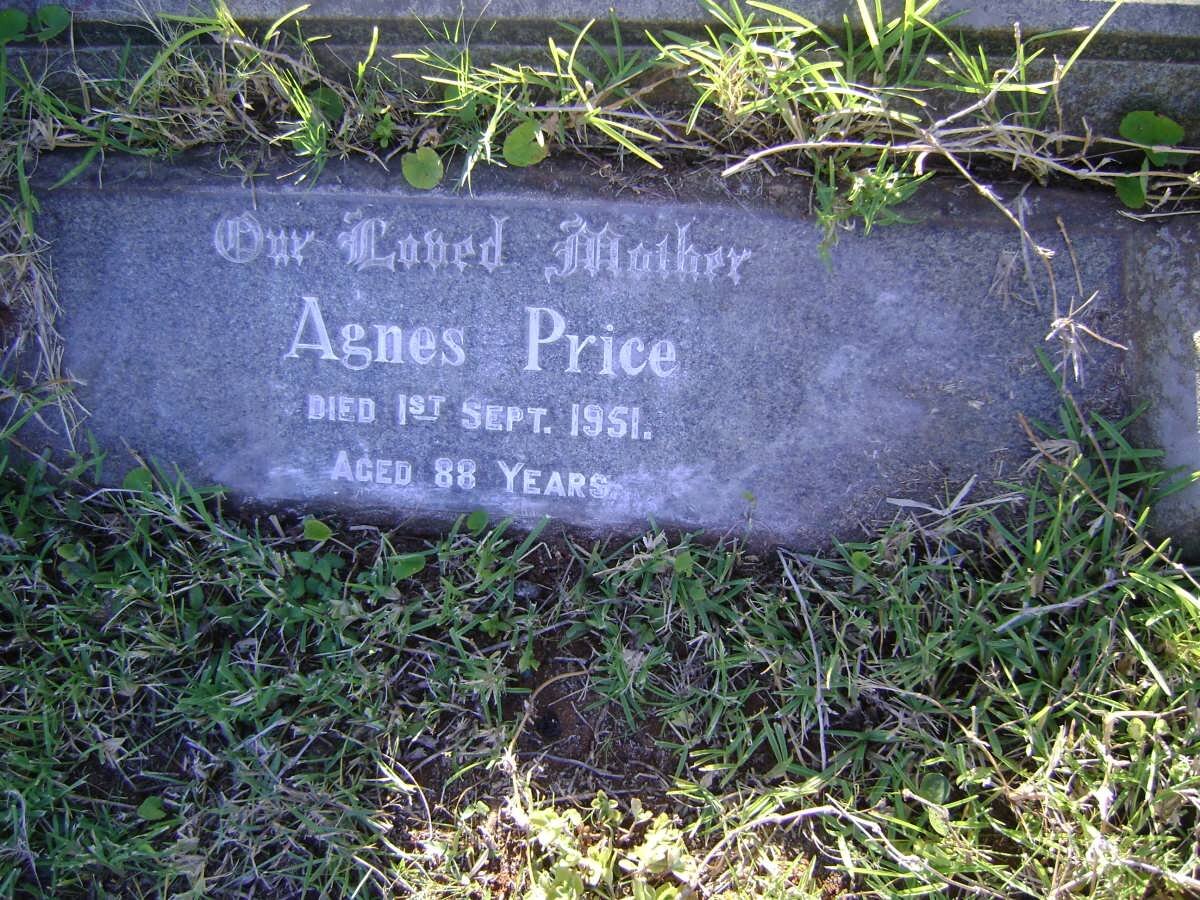 Our Loved Mother
Agnes Price
DIED 1ST SEPT. 1951.
AGED 88 YEARS.